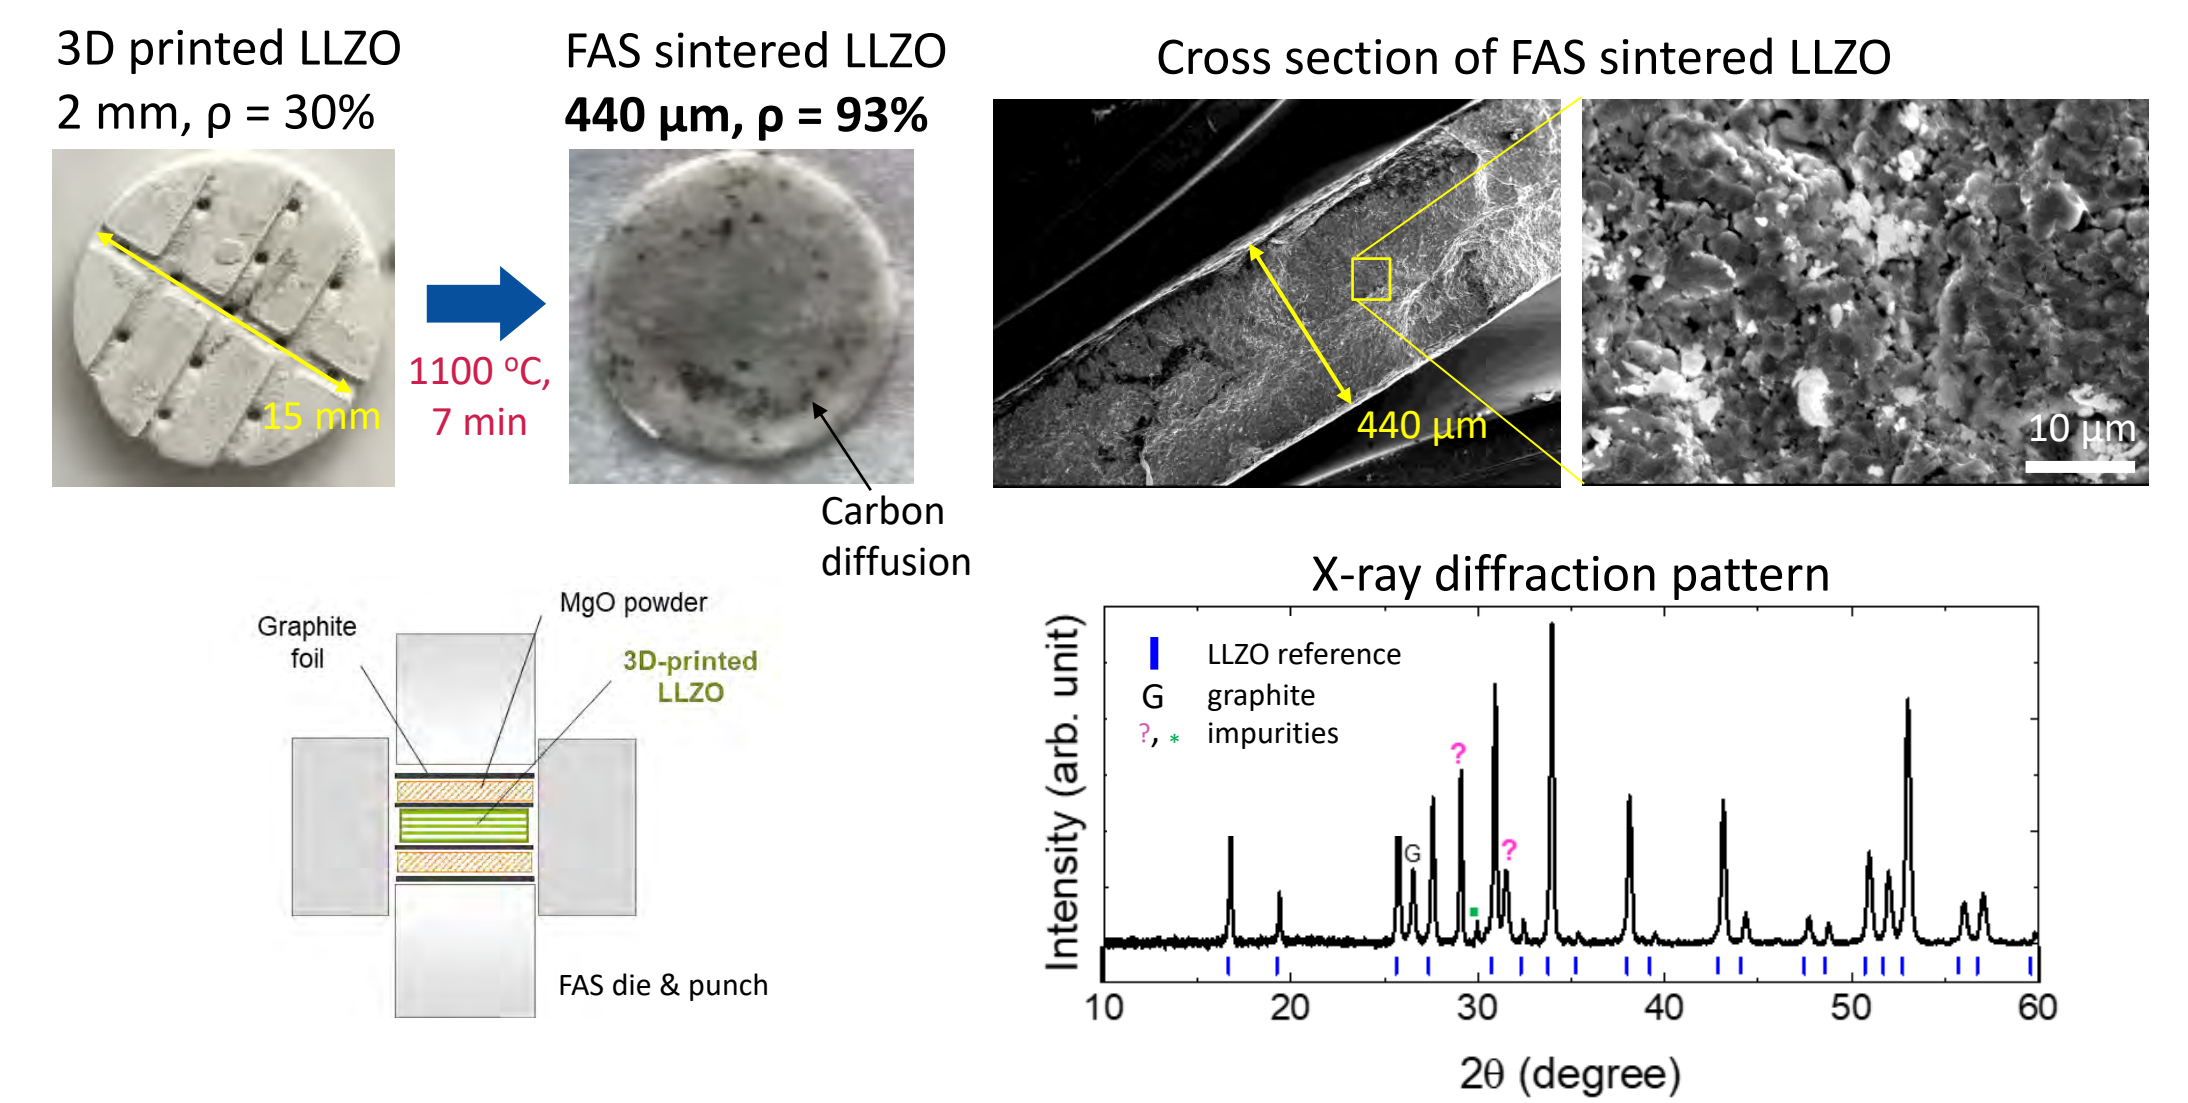 3D printed LLZO
2 mm, ρ = 30%
FAS sintered LLZO
440 µm, ρ = 93%
Cross section of FAS sintered LLZO
15 mm
1100 °C,
7 min
440 µm
10 µm
Carbon
diffusion
Graphite
foil
MgO powder
3D-printed
LLZO
FAS die & punch
X-ray diffraction pattern
LLZO reference
G graphite
?, * impurities
?
?
G
Intensity (arb. unit)
10 20 30 40 50 60
2θ (degree)